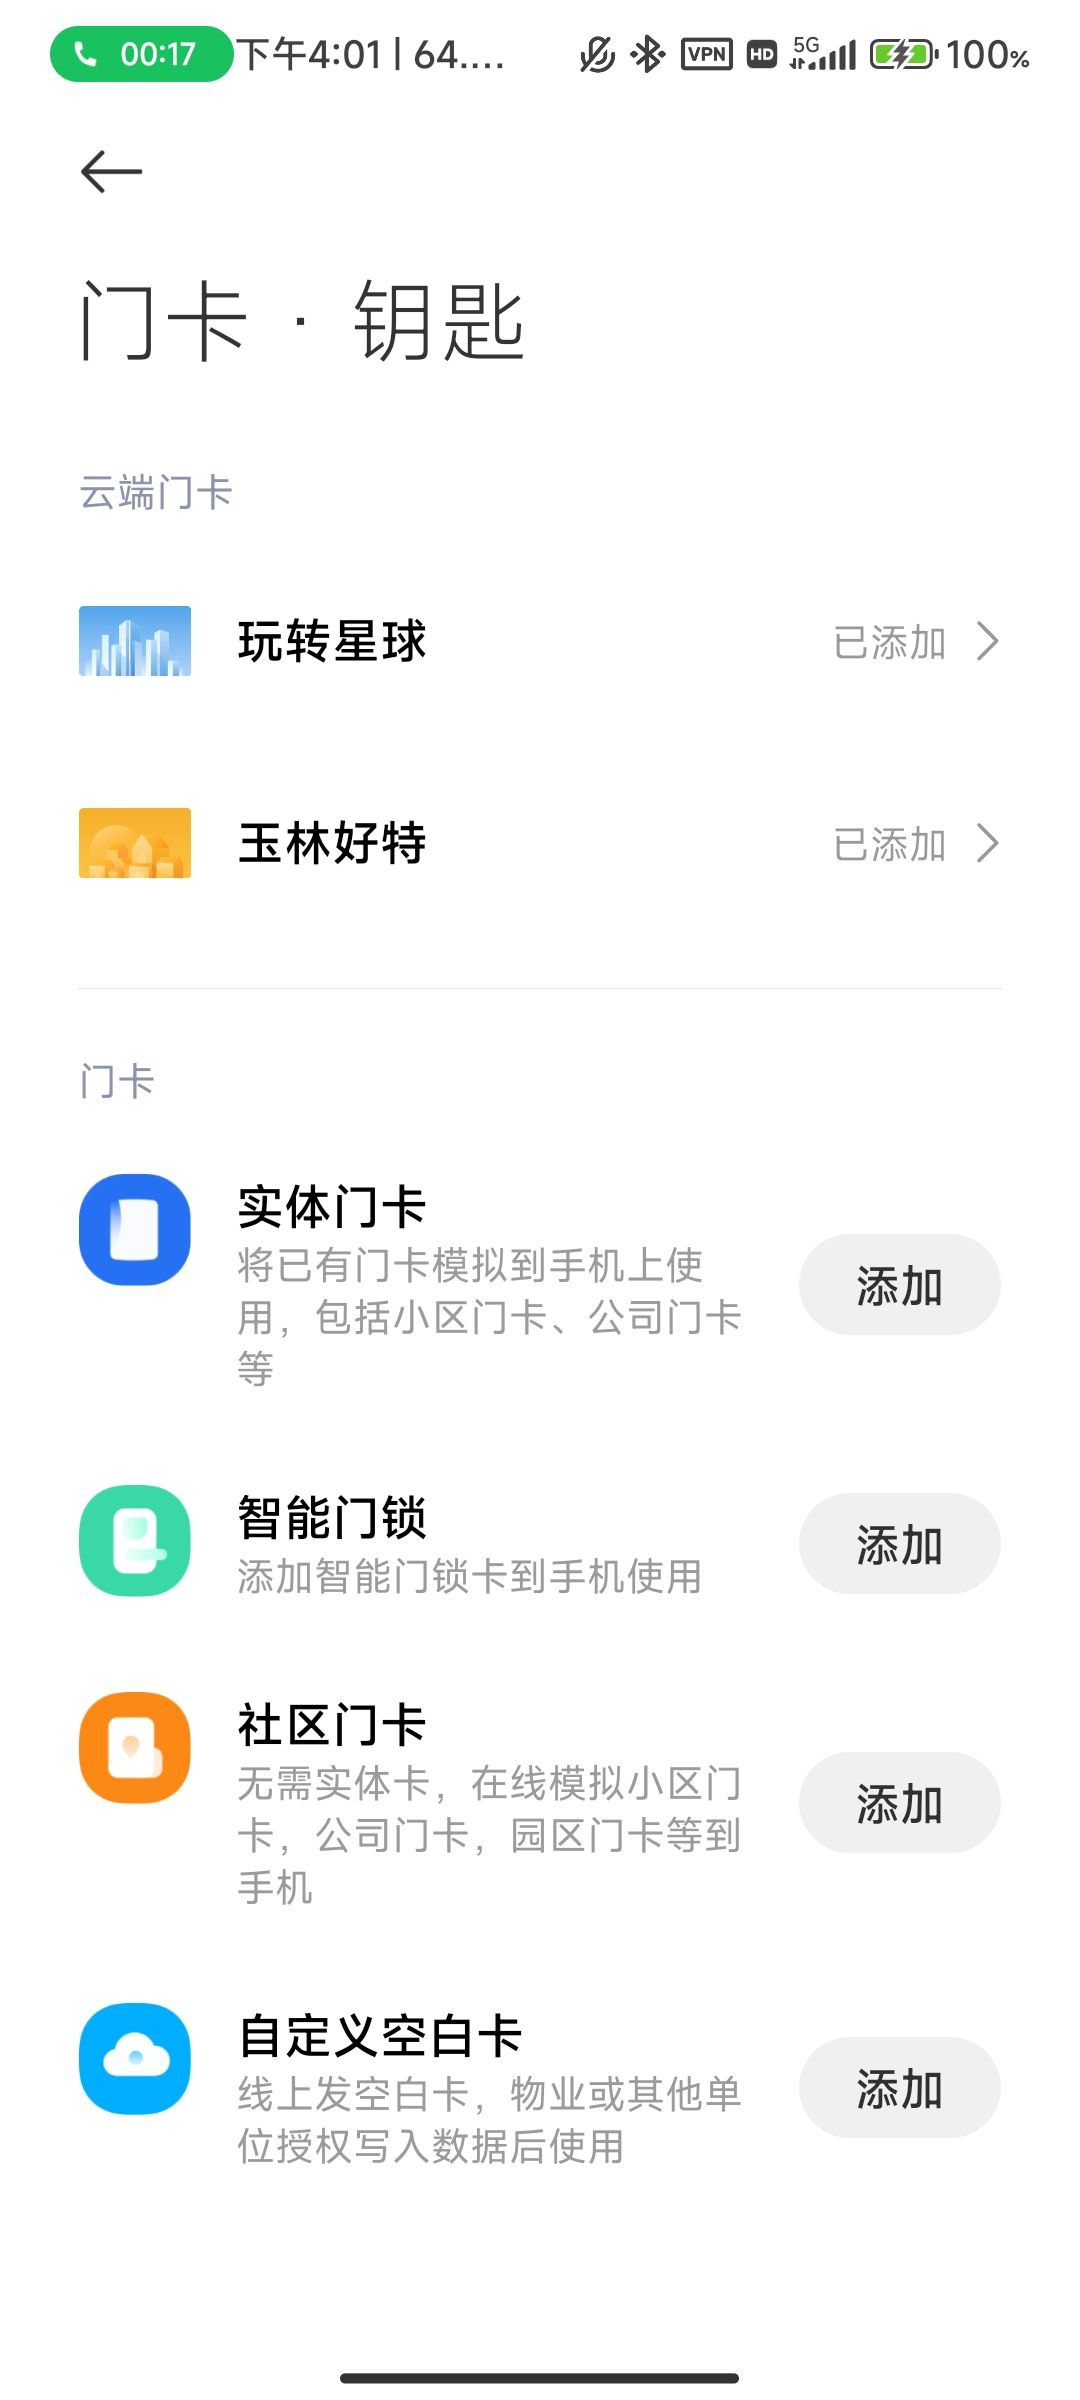 00:17 下午4:01 | 64.... VPN HD 5G 100%
门卡 · 钥匙
云端门卡
玩转星球 已添加
玉林好特 已添加
门卡
实体门卡
将已有门卡模拟到手机上使
用，包括小区门卡、公司门卡
等
添加
智能门锁
添加智能门锁卡到手机使用
添加
社区门卡
无需实体卡，在线模拟小区门
卡，公司门卡，园区门卡等到
手机
添加
自定义空白卡
线上发空白卡，物业或其他单
位授权写入数据后使用
添加